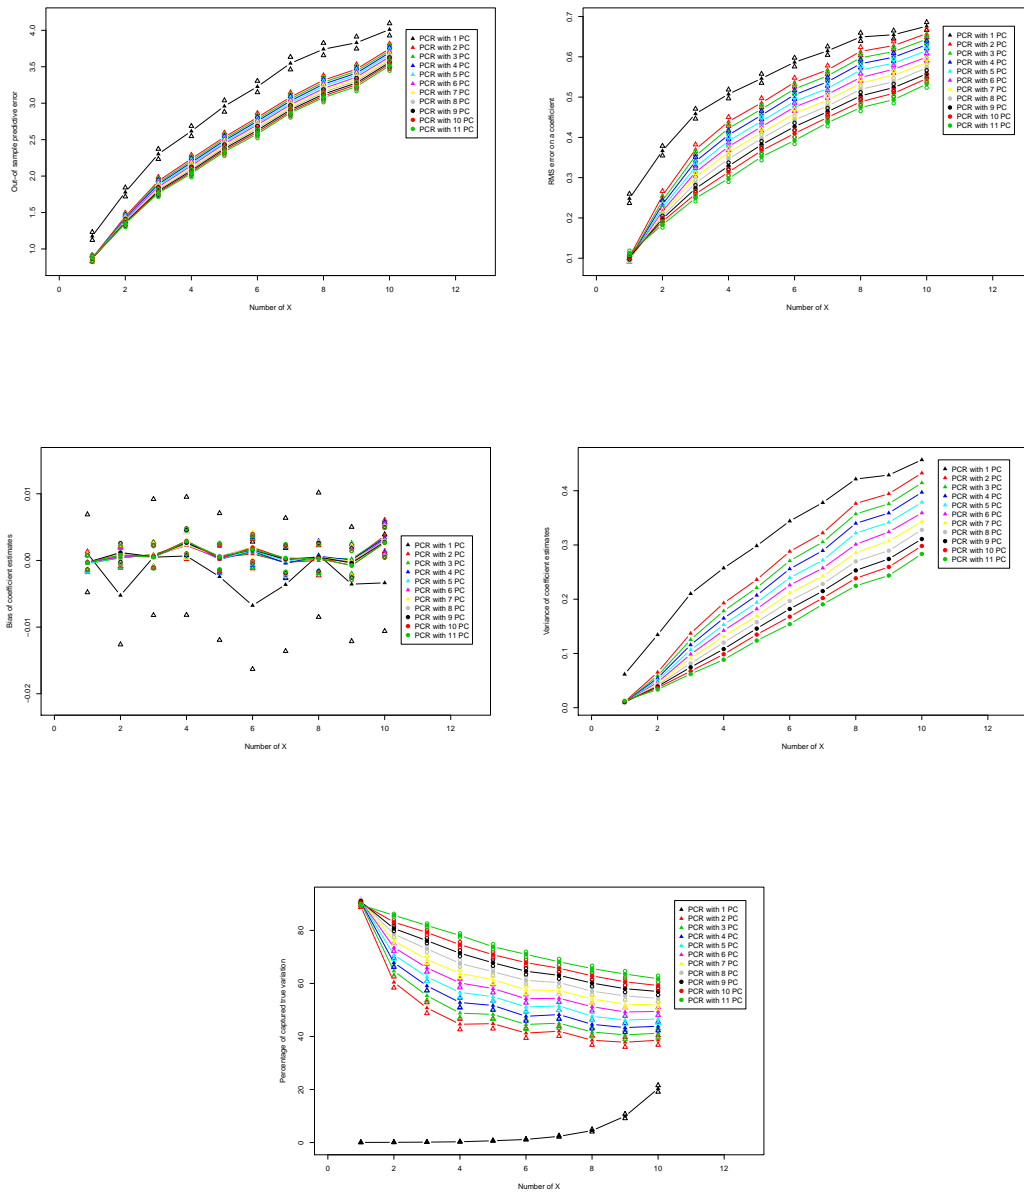 Out-of sample predictive error
1.0
1.5
2.0
2.5
3.0
3.5
4.0
0
2
4
6
8
10
12
Number of X
PCR with 1 PC
PCR with 2 PC
PCR with 3 PC
PCR with 4 PC
PCR with 5 PC
PCR with 6 PC
PCR with 7 PC
PCR with 8 PC
PCR with 9 PC
PCR with 10 PC
PCR with 11 PC
RMS error on a coefficient
0.1
0.2
0.3
0.4
0.5
0.6
0.7
0
2
4
6
8
10
12
Number of X
PCR with 1 PC
PCR with 2 PC
PCR with 3 PC
PCR with 4 PC
PCR with 5 PC
PCR with 6 PC
PCR with 7 PC
PCR with 8 PC
PCR with 9 PC
PCR with 10 PC
PCR with 11 PC
Bias of coefficient estimates
-0.02
-0.01
0.00
0.01
0
2
4
6
8
10
12
Number of X
PCR with 1 PC
PCR with 2 PC
PCR with 3 PC
PCR with 4 PC
PCR with 5 PC
PCR with 6 PC
PCR with 7 PC
PCR with 8 PC
PCR with 9 PC
PCR with 10 PC
PCR with 11 PC
Variance of coefficient estimates
0.0
0.1
0.2
0.3
0.4
0
2
4
6
8
10
12
Number of X
PCR with 1 PC
PCR with 2 PC
PCR with 3 PC
PCR with 4 PC
PCR with 5 PC
PCR with 6 PC
PCR with 7 PC
PCR with 8 PC
PCR with 9 PC
PCR with 10 PC
PCR with 11 PC
Percentage of captured true variation
0
20
40
60
80
0
2
4
6
8
10
12
Number of X
PCR with 1 PC
PCR with 2 PC
PCR with 3 PC
PCR with 4 PC
PCR with 5 PC
PCR with 6 PC
PCR with 7 PC
PCR with 8 PC
PCR with 9 PC
PCR with 10 PC
PCR with 11 PC